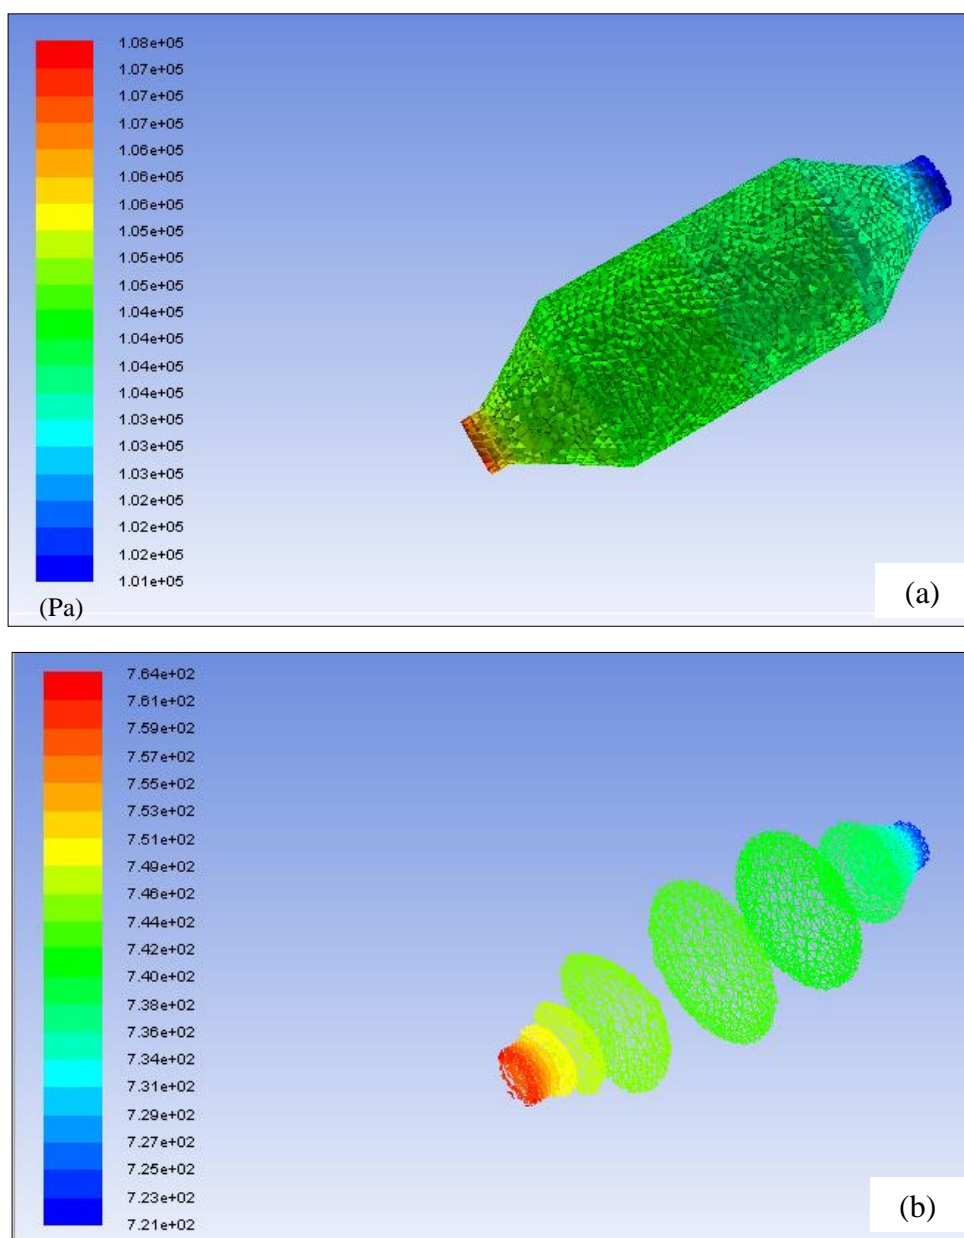 1.08e+05
1.07e+05
1.07e+05
1.07e+05
1.06e+05
1.06e+05
1.06e+05
1.05e+05
1.05e+05
1.05e+05
1.04e+05
1.04e+05
1.04e+05
1.04e+05
1.03e+05
1.03e+05
1.03e+05
1.02e+05
1.02e+05
1.02e+05
1.01e+05
(Pa)
(a)
7.64e+02
7.61e+02
7.59e+02
7.57e+02
7.55e+02
7.53e+02
7.51e+02
7.49e+02
7.46e+02
7.44e+02
7.42e+02
7.40e+02
7.38e+02
7.36e+02
7.34e+02
7.31e+02
7.29e+02
7.27e+02
7.25e+02
7.23e+02
7.21e+02
(b)